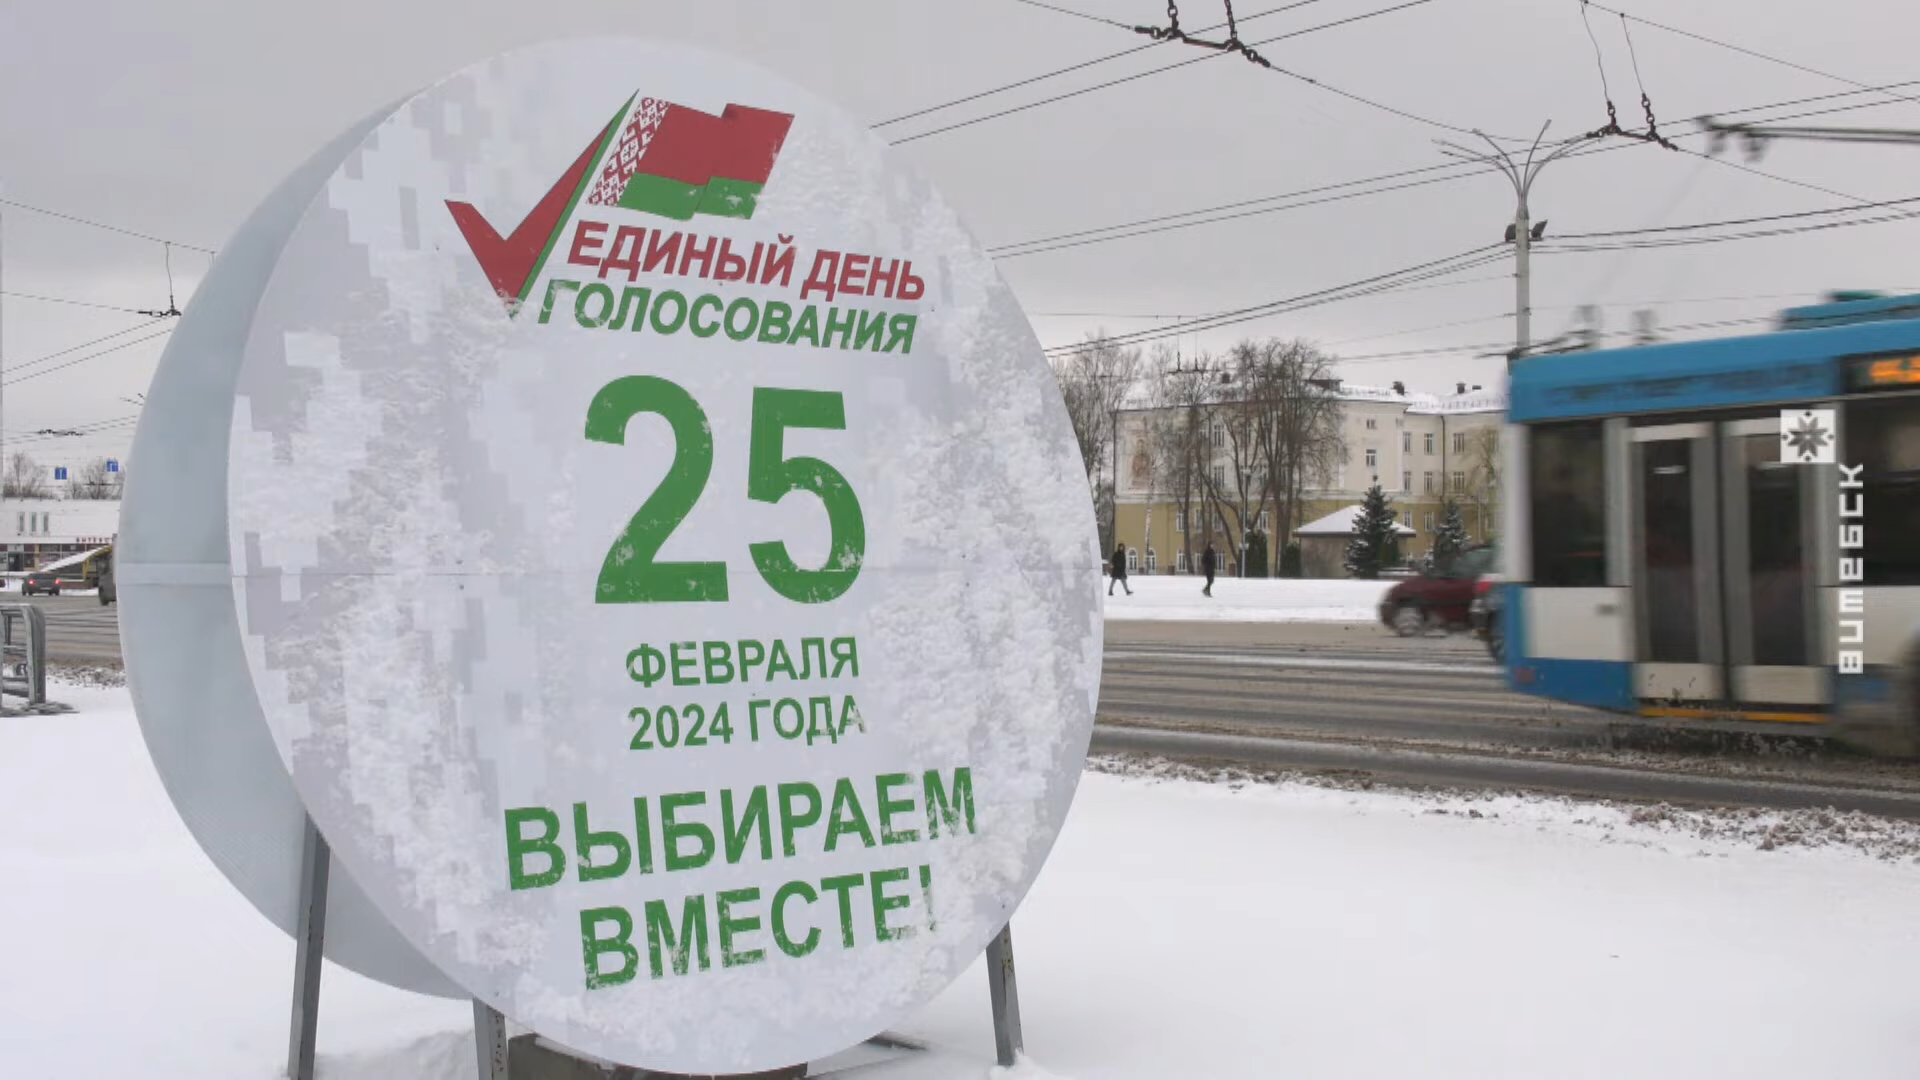 ЕДИНЫЙ ДЕНЬ
ГОЛОСОВАНИЯ
25
ФЕВРАЛЯ
2024 ГОДА
ВЫБИРАЕМ
ВМЕСТЕ!
Витебск